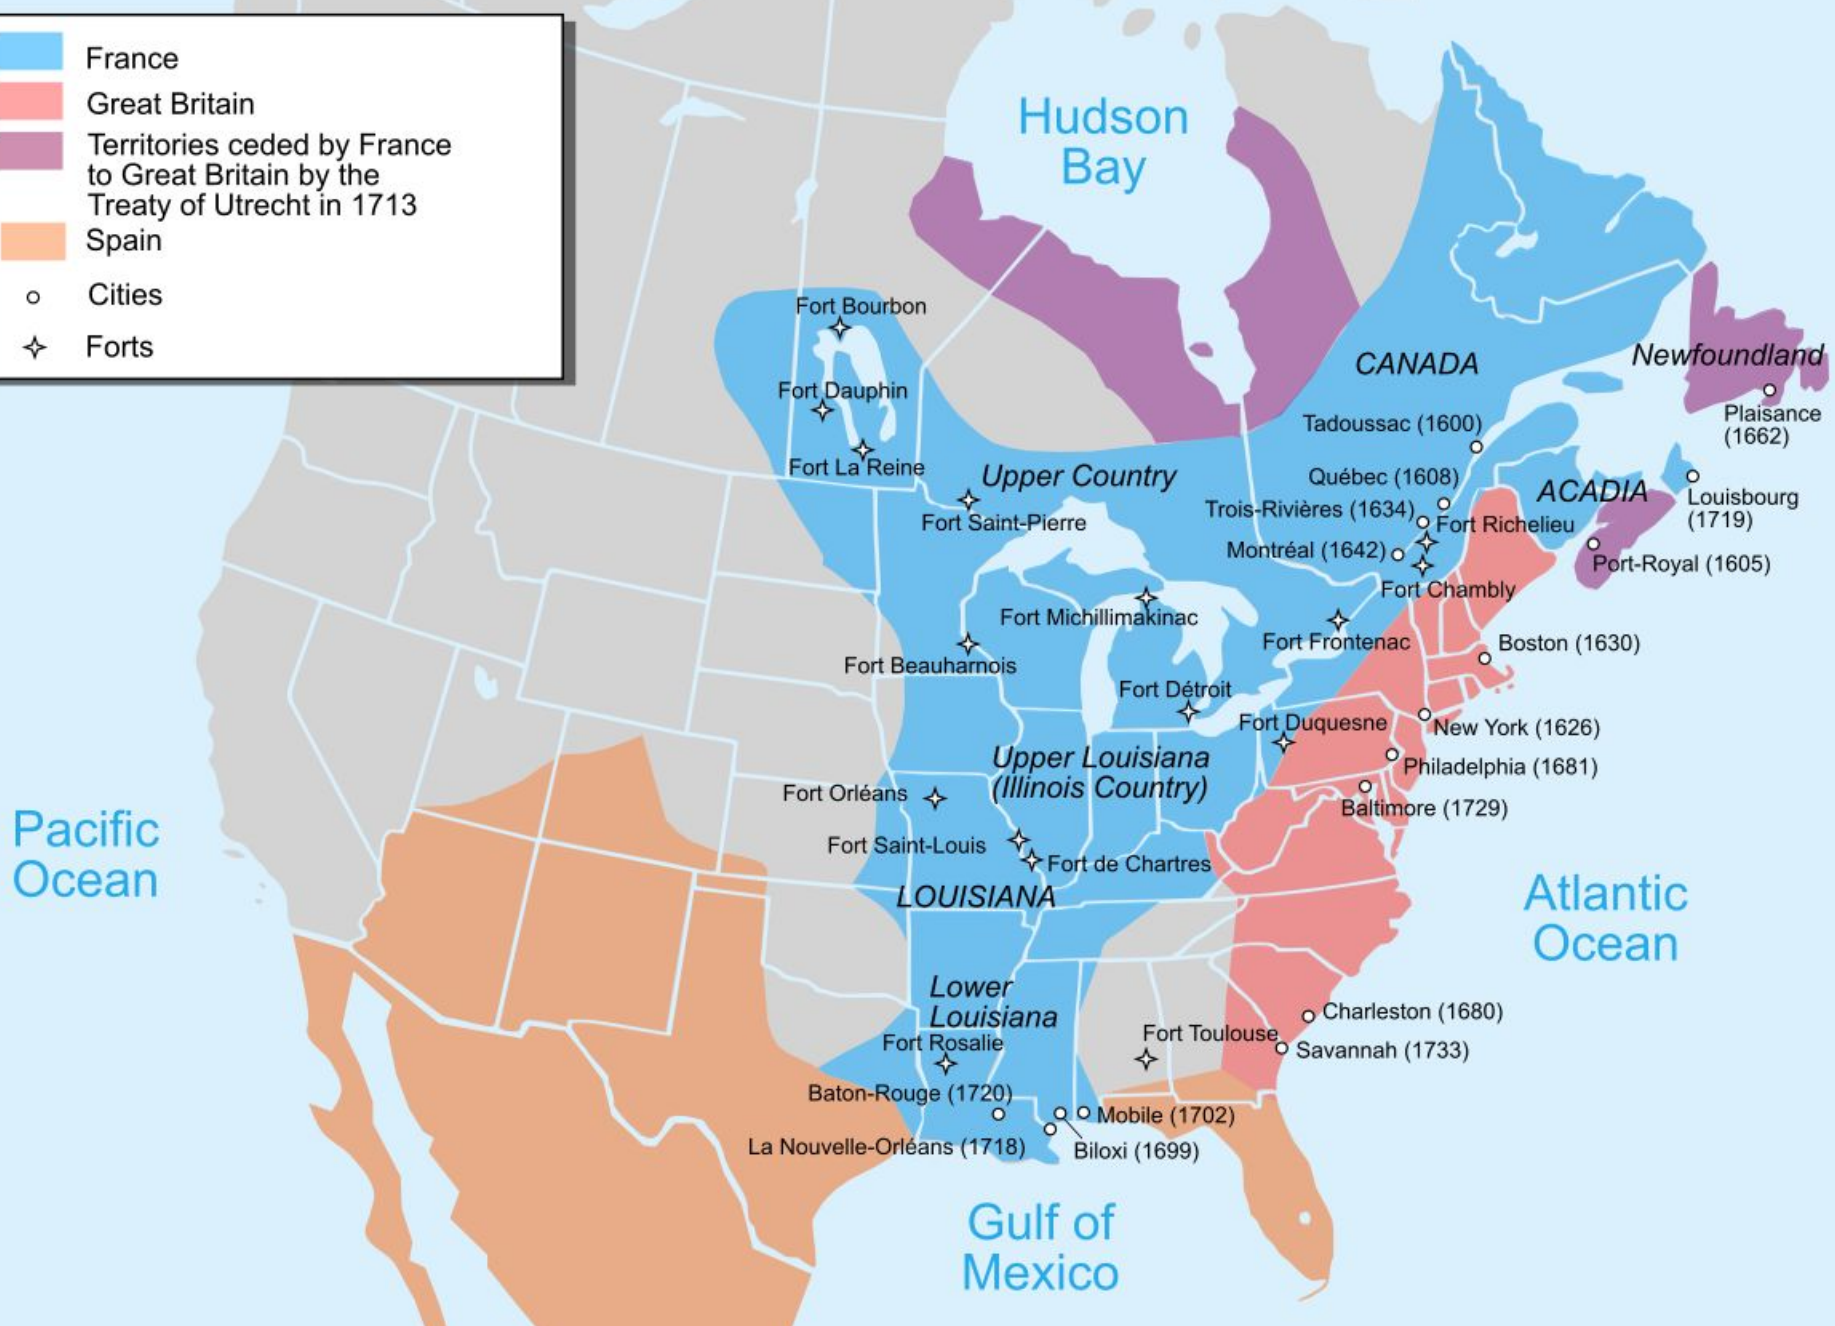 France
Great Britain
Territories ceded by France
to Great Britain by the
Treaty of Utrecht in 1713
Spain
Cities
Forts
Hudson
Bay
Fort Bourbon
Fort Dauphin
Fort La Reine
Upper Country
Fort Saint-Pierre
CANADA
Newfoundland
Plaisance
(1662)
Tadoussac (1600)
Québec (1608)
Trois-Rivières (1634)
Fort Richelieu
Montréal (1642)
Fort Chambly
ACADIA
Louisbourg
(1719)
Port-Royal (1605)
Fort Michillimakinac
Fort Frontenac
Boston (1630)
Fort Beauharnois
Fort Détroit
Fort Duquesne
New York (1626)
Philadelphia (1681)
Baltimore (1729)
Upper Louisiana
(Illinois Country)
Fort Orléans
Fort Saint-Louis
Fort de Chartres
LOUISIANA
Pacific
Ocean
Atlantic
Ocean
Lower
Louisiana
Fort Rosalie
Fort Toulouse
Charleston (1680)
Savannah (1733)
Baton-Rouge (1720)
Mobile (1702)
La Nouvelle-Orléans (1718)
Biloxi (1699)
Gulf of
Mexico